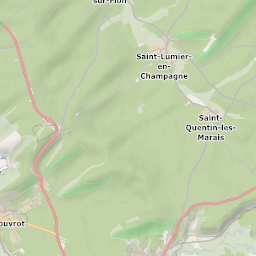 sur-Fion
Saint-Lumier-
en-
Champagne
Saint-
Quentin-les-
Marais
ouvrot